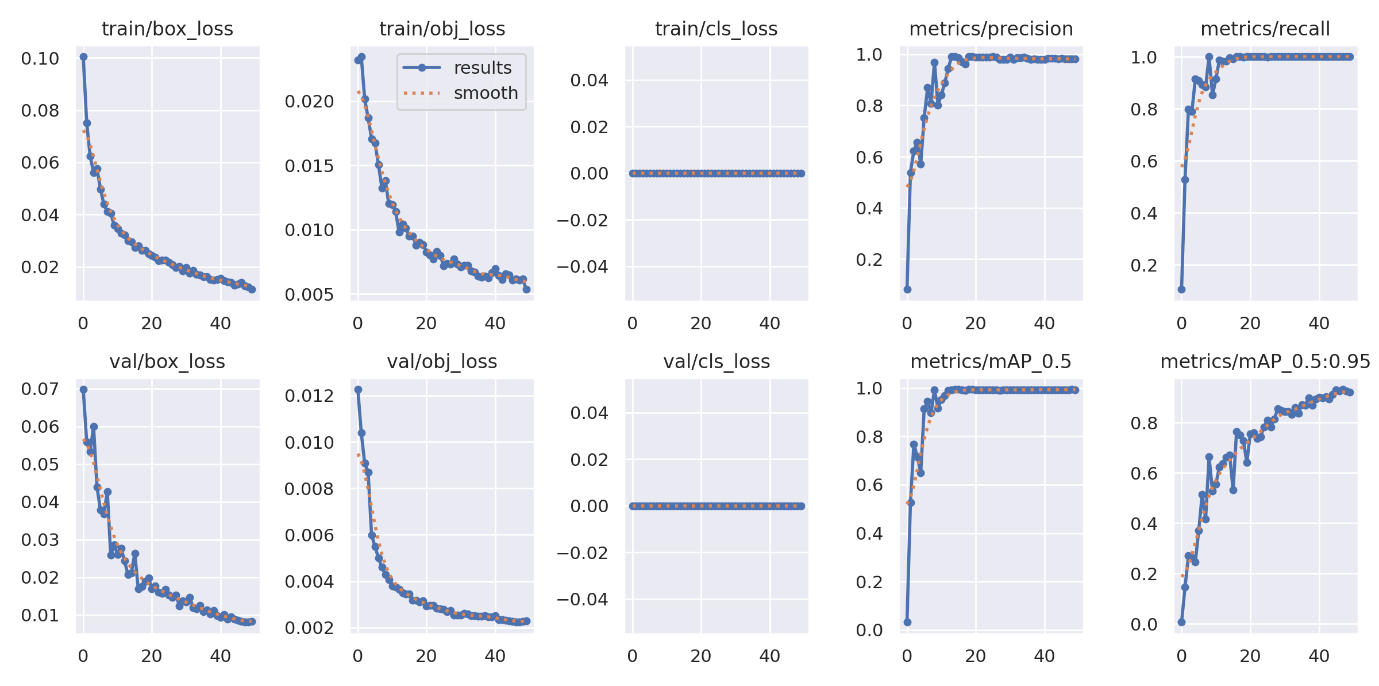 train/box_loss
0.10
0.08
0.06
0.04
0.02
0 20 40
train/obj_loss
results
smooth
0.020
0.015
0.010
0.005
0 20 40
train/cls_loss
0.04
0.02
0.00
−0.02
−0.04
0 20 40
metrics/precision
1.0
0.8
0.6
0.4
0.2
0 20 40
metrics/recall
1.0
0.8
0.6
0.4
0.2
0 20 40
val/box_loss
0.07
0.06
0.05
0.04
0.03
0.02
0.01
0 20 40
val/obj_loss
0.012
0.010
0.008
0.006
0.004
0.002
0 20 40
val/cls_loss
0.04
0.02
0.00
−0.02
−0.04
0 20 40
metrics/mAP_0.5
1.0
0.8
0.6
0.4
0.2
0.0
0 20 40
metrics/mAP_0.5:0.95
0.8
0.6
0.4
0.2
0.0
0 20 40